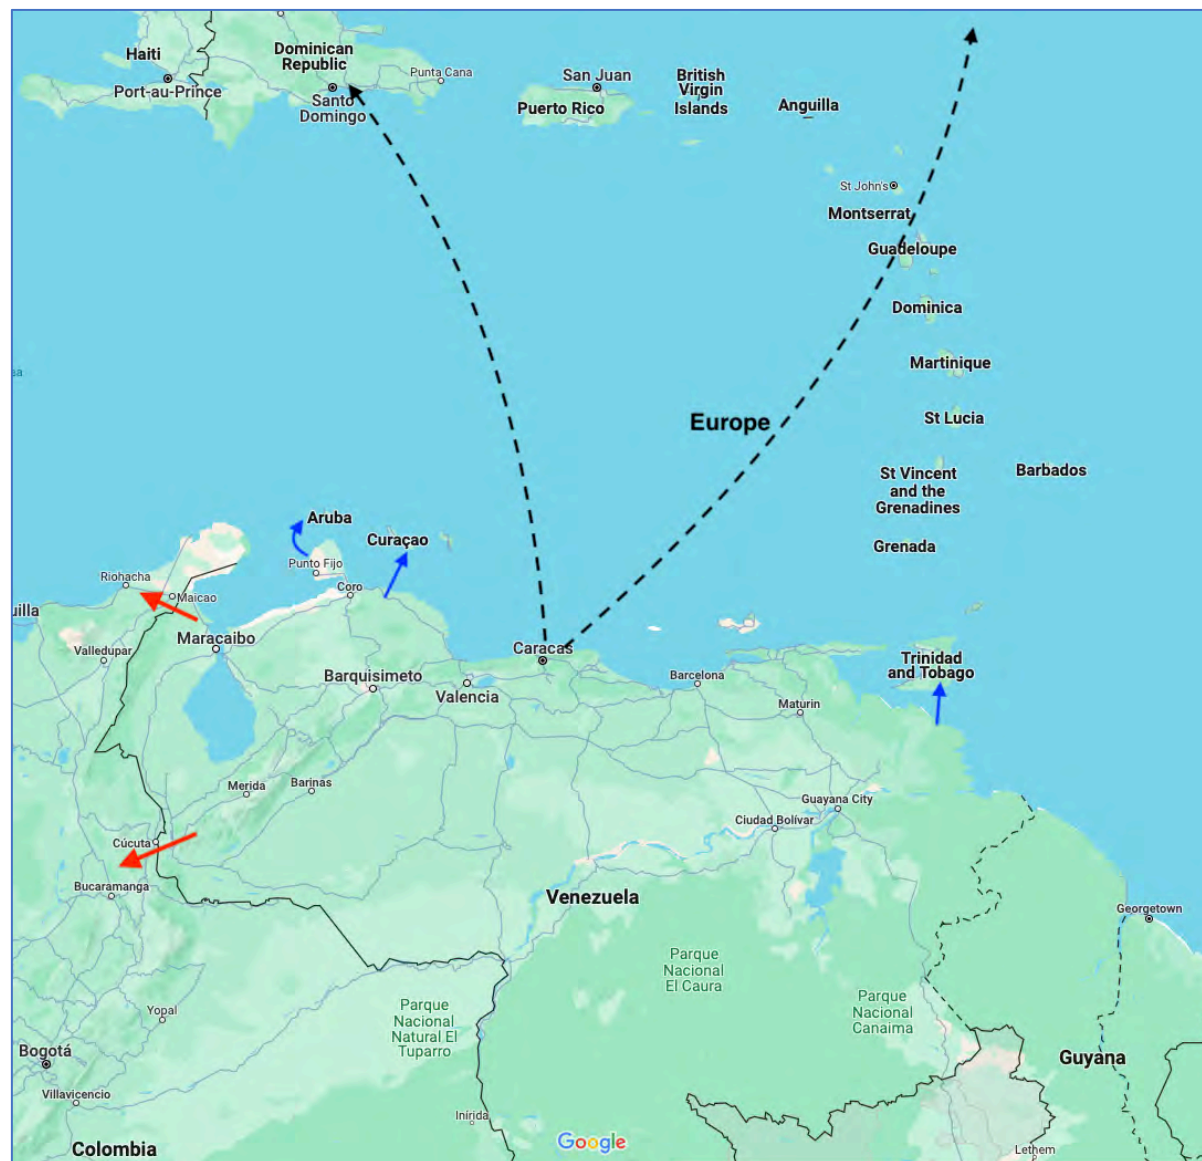 Haiti
Port-au-Prince
Dominican
Republic
Santo
Domingo
Punta Cana
San Juan
Puerto Rico
British
Virgin
Islands
Anguilla
St John's
Montserrat
Guadeloupe
Dominica
Martinique
St Lucia
St Vincent
and the
Grenadines
Barbados
Grenada
Europe
sa
Aruba
Curaçao
Punto Fijo
Coro
Riohacha
Maicao
uilla
Maracaibo
Valledupar
Caracas
Barquisimeto
Valencia
Barcelona
Maturin
Trinidad
and Tobago
Merida
Barinas
Guayana City
Ciudad Bolívar
Cúcuta
Bucaramanga
Venezuela
Georgetown
Parque
Nacional
El Caura
Parque
Nacional
Canaima
Parque
Nacional
Natural El
Tuparro
Yopal
Bogotá
Villavicencio
Guyana
Inírida
Colombia
Google
Lethem